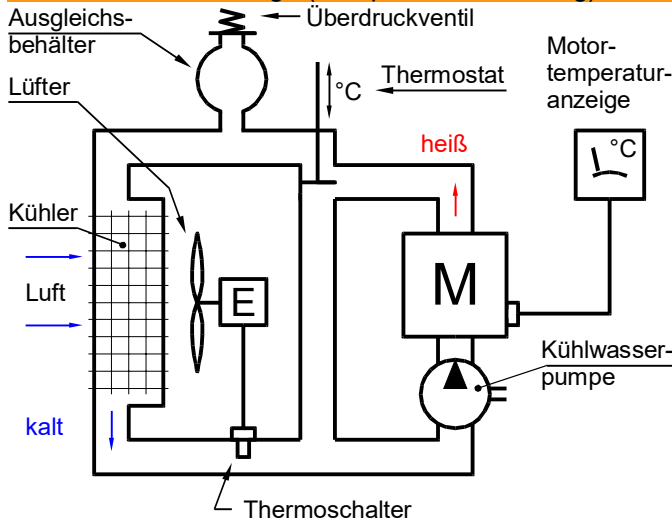 Ausgleichs-
behälter
Überdruckventil
Lüfter
°C
Thermostat
Motor-
temperatur-
anzeige
heiß
°C
Kühler
Luft
E
M
Kühlwasser-
pumpe
kalt
Thermoschalter